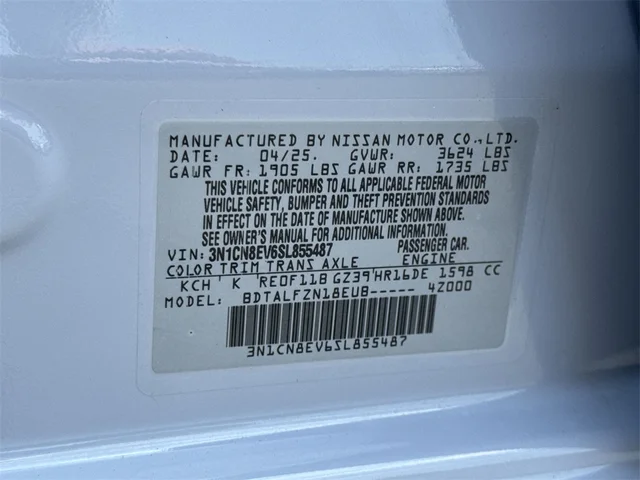 MANUFACTURED BY NISSAN MOTOR CO., LTD.
DATE: 04/25. GVWR: 3624 LBS
GAWR FR: 1905 LBS GAWR RR: 1735 LBS
THIS VEHICLE CONFORMS TO ALL APPLICABLE FEDERAL MOTOR
VEHICLE SAFETY, BUMPER AND THEFT PREVENTION STANDARDS
IN EFFECT ON THE DATE OF MANUFACTURE SHOWN ABOVE.
SEE OWNER'S MANUAL FOR ADDITIONAL INFORMATION.
VIN: 3N1CN8EV6SL855487 PASSENGER CAR.
COLOR TRIM TRANS AXLE ENGINE
KCH K RE0F11B GZ39 HR16DE 1598 CC
MODEL: BDTALFZN18EUB----- 4Z000
3N1CN8EV6SL855487